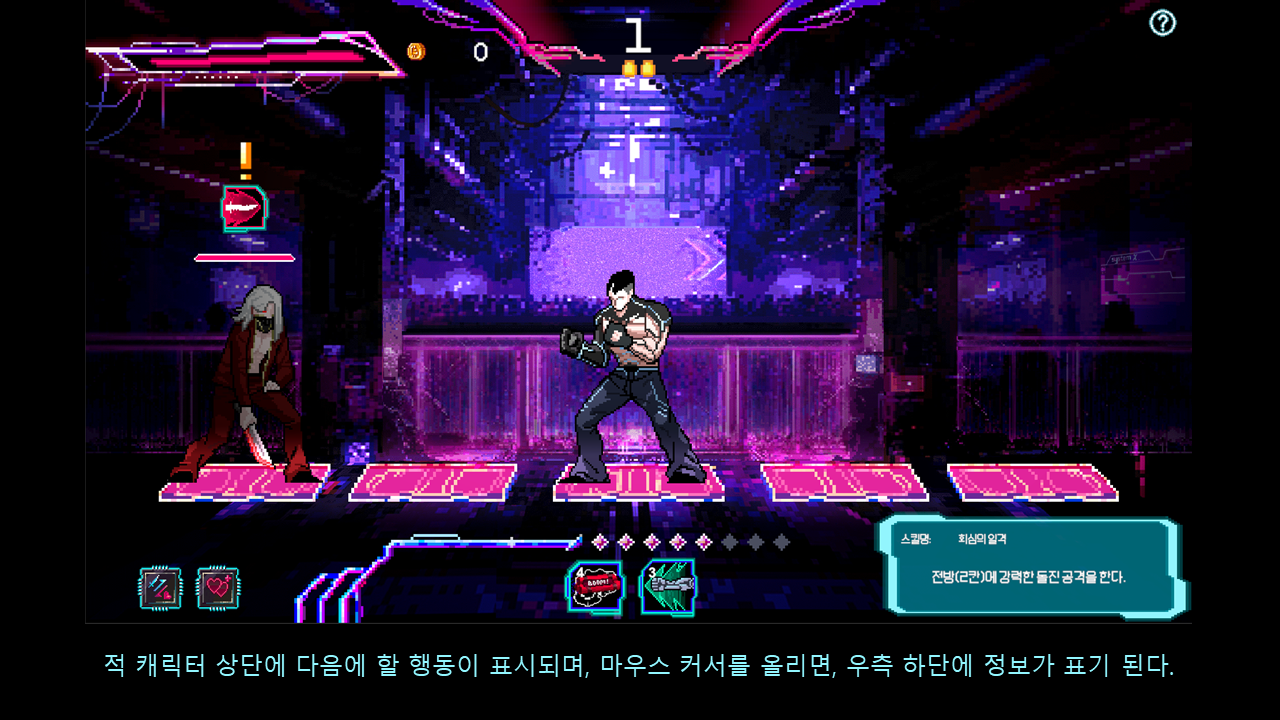 1
0
?
!
system Z
4
BOOM!
3
스킬명: 회심의 일격
전방(2칸)에 강력한 돌진 공격을 한다.
적 캐릭터 상단에 다음에 할 행동이 표시되며, 마우스 커서를 올리면, 우측 하단에 정보가 표기 된다.